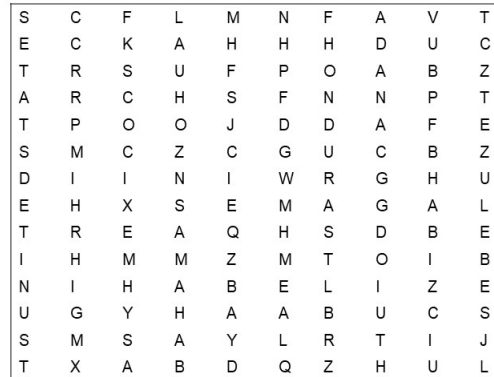 S C F L M N F A V T
E C K A H H H D U C
T R S U F P O A B Z
A R C H S F N N P T
T P O O J D D A F E
S M C Z C G U C B Z
D I I N I W R G H U
E H X S E M A G A L
T R E A Q H S D B E
I H M M Z M T O I B
N I H A B E L I Z E
U G Y H A A B U C S
S M S A Y L R T I J
T X A B D Q Z H U L